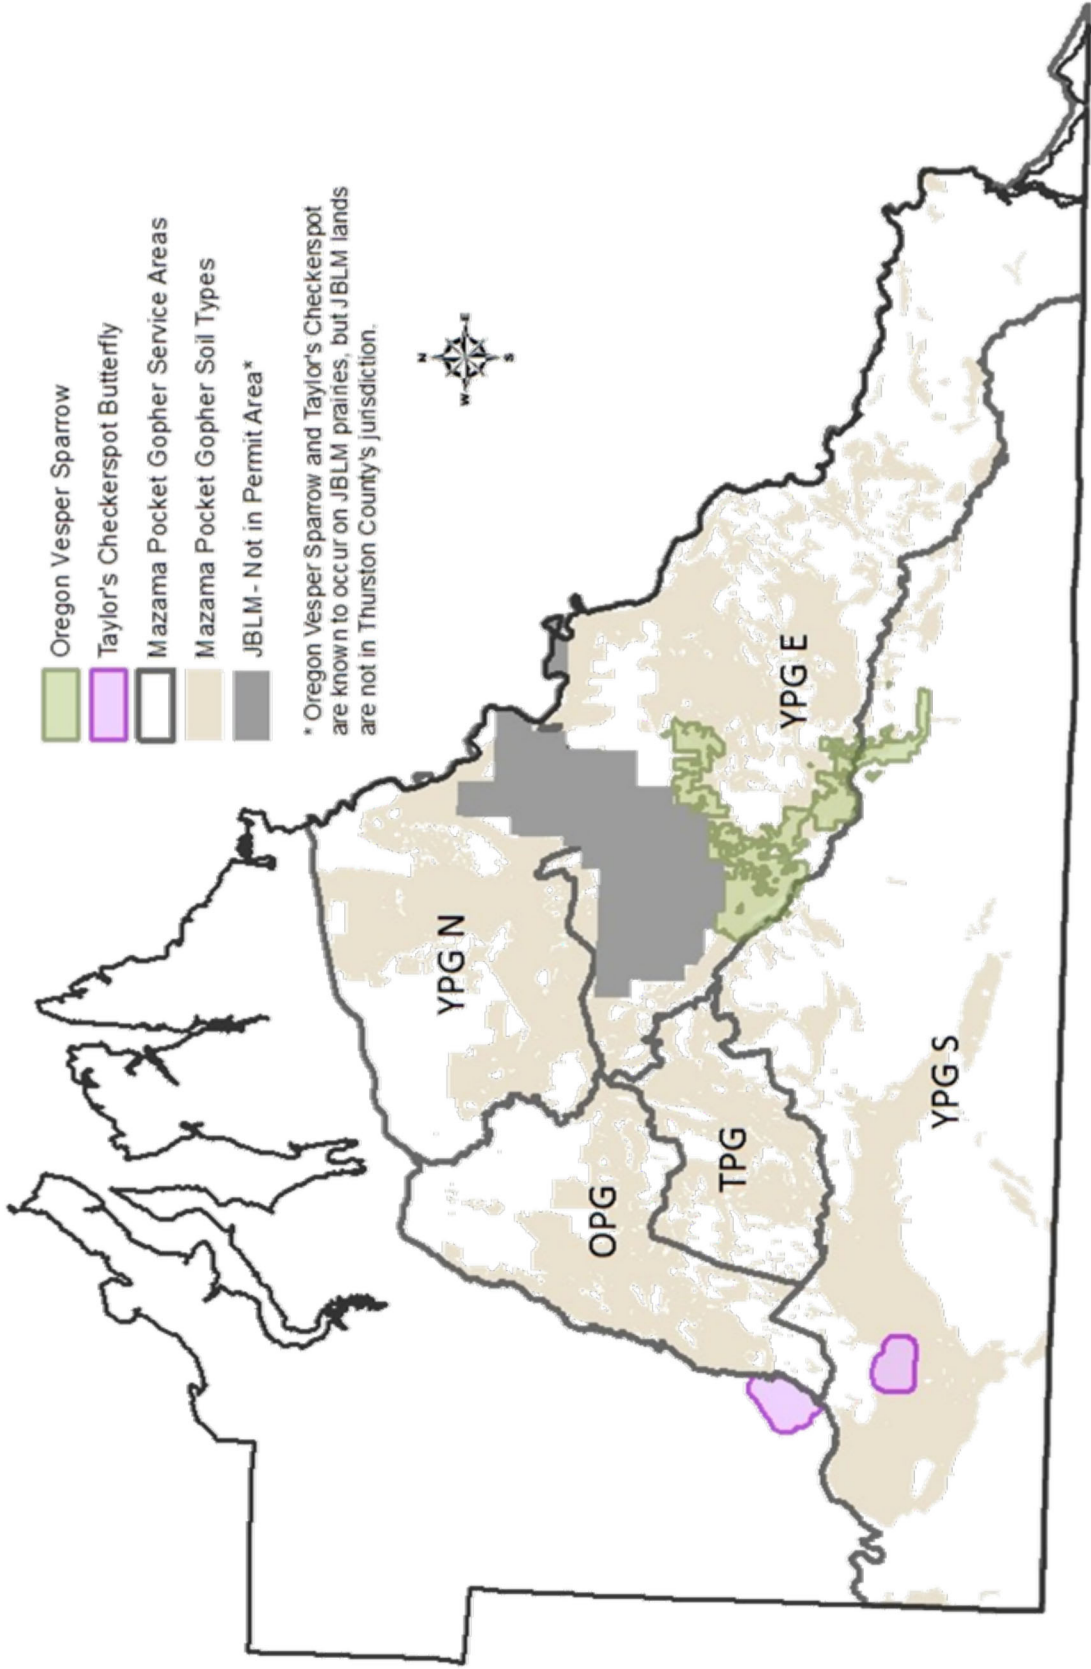 Oregon Vesper Sparrow
Taylor's Checkerspot Butterfly
Mazama Pocket Gopher Service Areas
Mazama Pocket Gopher Soil Types
JBLM - Not in Permit Area*
* Oregon Vesper Sparrow and Taylor's Checkerspot
are known to occur on JBLM prairies, but JBLM lands
are not in Thurston County's jurisdiction.
N
W
E
S
YPG N
YPG E
OPG
TPG
YPG S